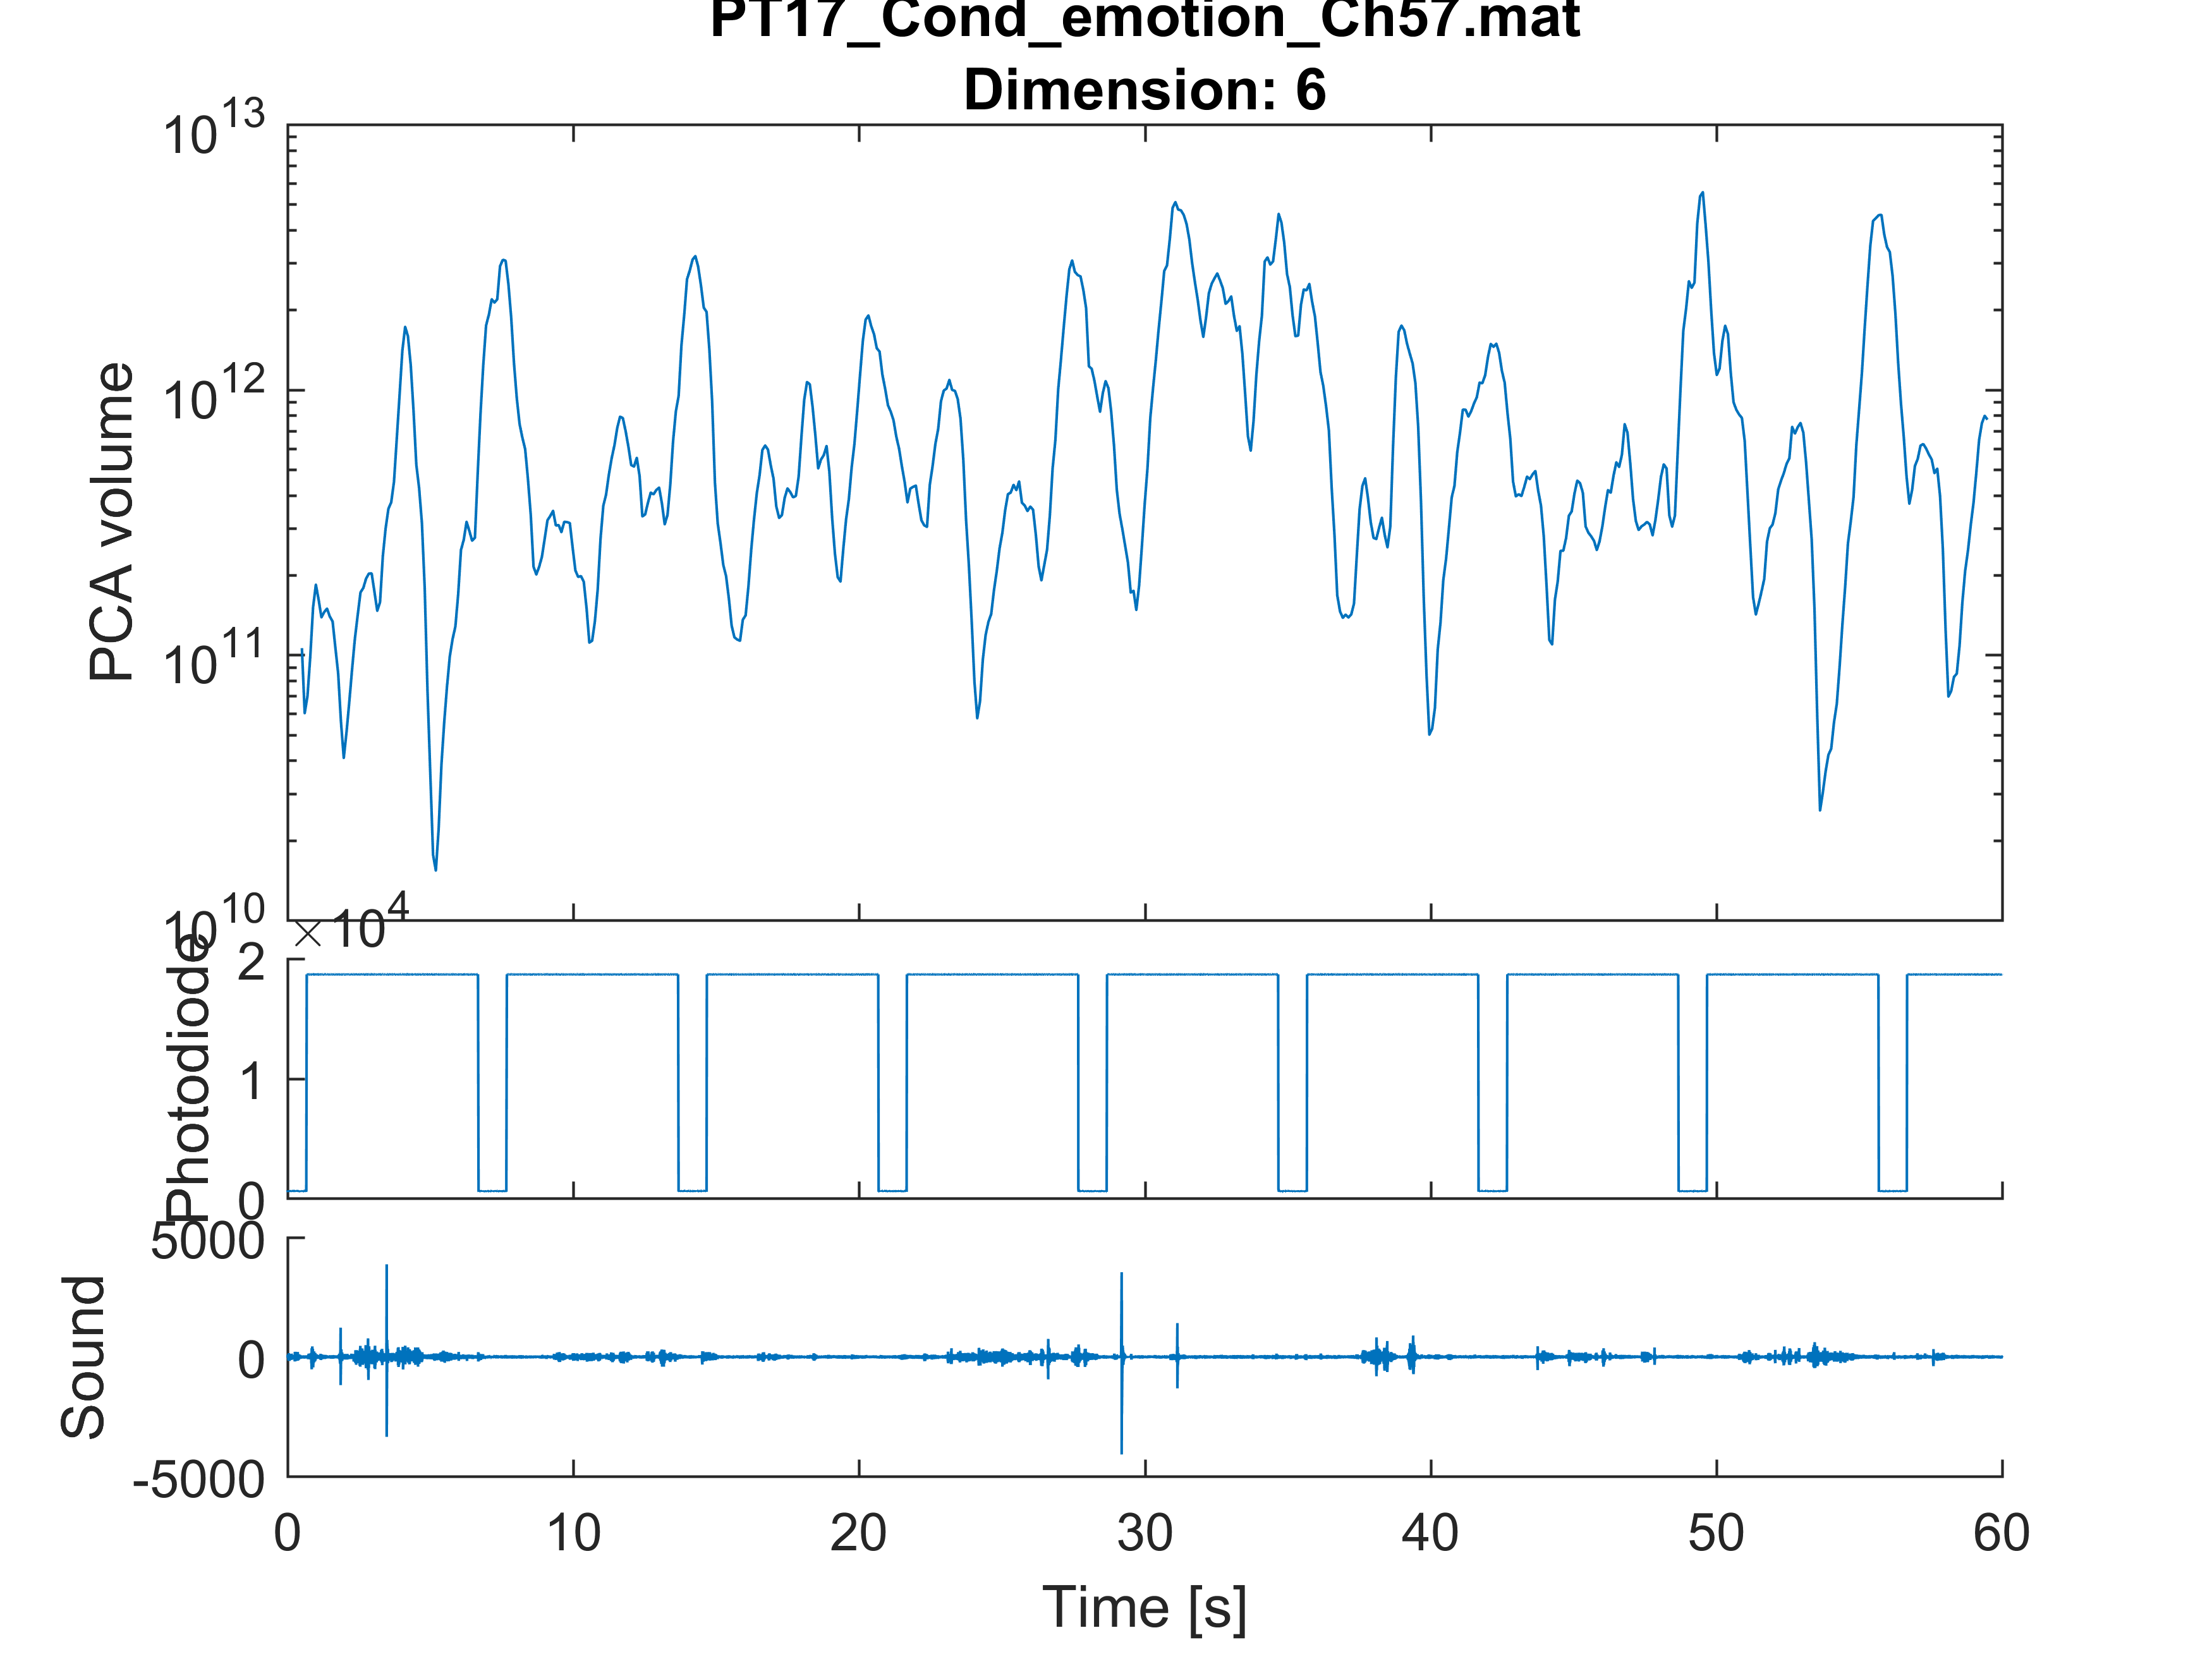 PT17_Cond_emotion_Ch57.mat
Dimension: 6
10^13
10^12
10^11
10^10
PCA volume
× 10^4
2
1
0
Photodiode
5000
0
-5000
Sound
0 10 20 30 40 50 60
Time [s]